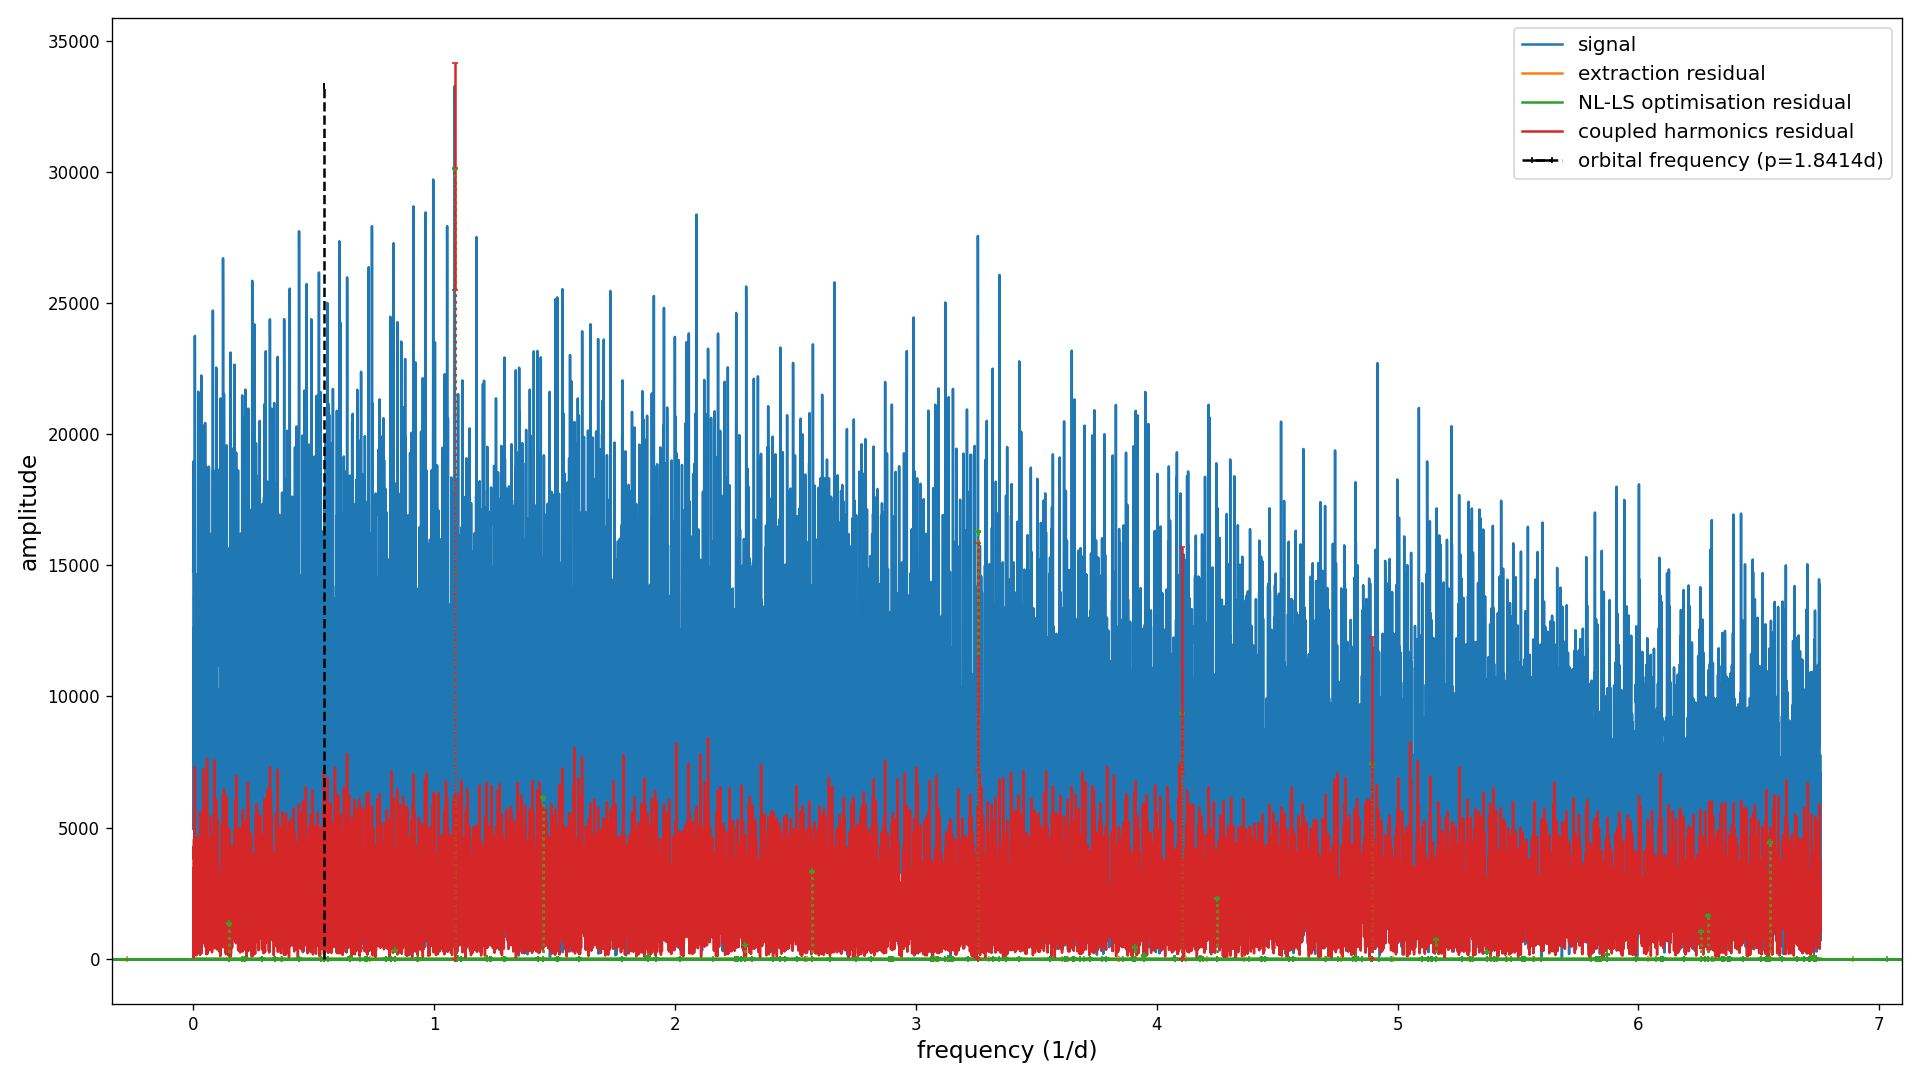 35000
30000
25000
20000
15000
10000
5000
0
amplitude
signal
extraction residual
NL-LS optimisation residual
coupled harmonics residual
orbital frequency (p=1.8414d)
0 1 2 3 4 5 6 7
frequency (1/d)